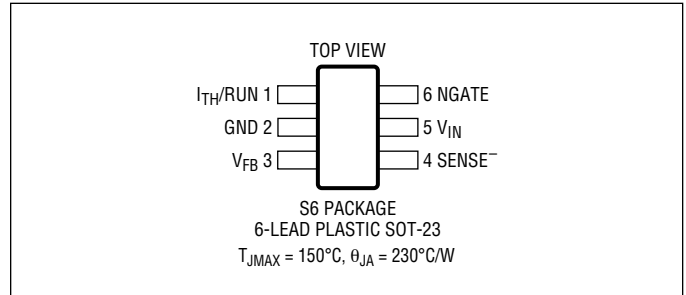 TOP VIEW
I_TH/RUN 1
6 NGATE
GND 2
5 V_IN
V_FB 3
4 SENSE⁻
S6 PACKAGE
6-LEAD PLASTIC SOT-23
T_JMAX = 150°C, θ_JA = 230°C/W